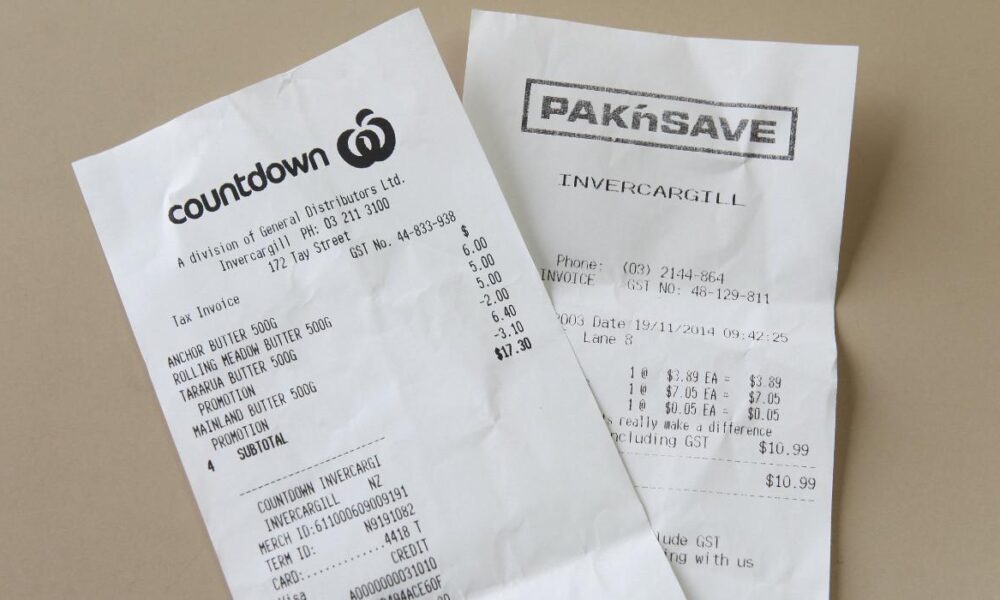 countdown
A division of General Distributors Ltd.
Invercargill PH: 03 211 3100
172 Tay Street
GST No. 44-833-938
Tax Invoice $
ANCHOR BUTTER 500G 6.00
ROLLING MEADOW BUTTER 500G 5.00
TARARUA BUTTER 500G 5.00
PROMOTION -2.00
MAINLAND BUTTER 500G 6.40
PROMOTION -3.10
4 SUBTOTAL $17.30
COUNTDOWN INVERCARGI
INVERCARGILL NZ
MERCH ID:611000609009191
TERM ID: N9191082
CARD:............4418 T
Visa CREDIT
A0000000031010
PAK'nSAVE
INVERCARGILL
Phone: (03) 2144-864
INVOICE GST NO: 48-129-811
2003 Date 19/11/2014 09:42:25
Lane 8
1 @ $3.89 EA = $3.89
1 @ $7.05 EA = $7.05
1 @ $0.05 EA = $0.05
s really make a difference
ncluding GST $10.99
$10.99
lude GST
ng with us